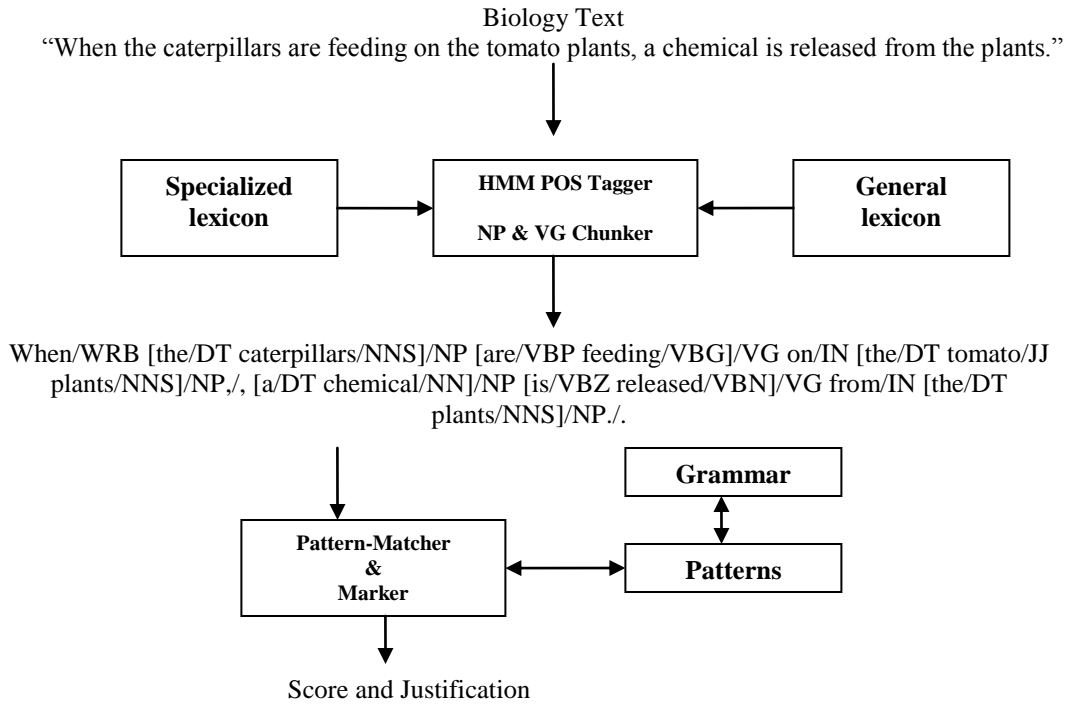 Biology Text
“When the caterpillars are feeding on the tomato plants, a chemical is released from the plants.”
Specialized
lexicon
HMM POS Tagger
NP & VG Chunker
General
lexicon
When/WRB [the/DT caterpillars/NNS]/NP [are/VBP feeding/VBG]/VG on/IN [the/DT tomato/JJ
plants/NNS]/NP,/, [a/DT chemical/NN]/NP [is/VBZ released/VBN]/VG from/IN [the/DT
plants/NNS]/NP./.
Grammar
Pattern-Matcher
&
Marker
Patterns
Score and Justification